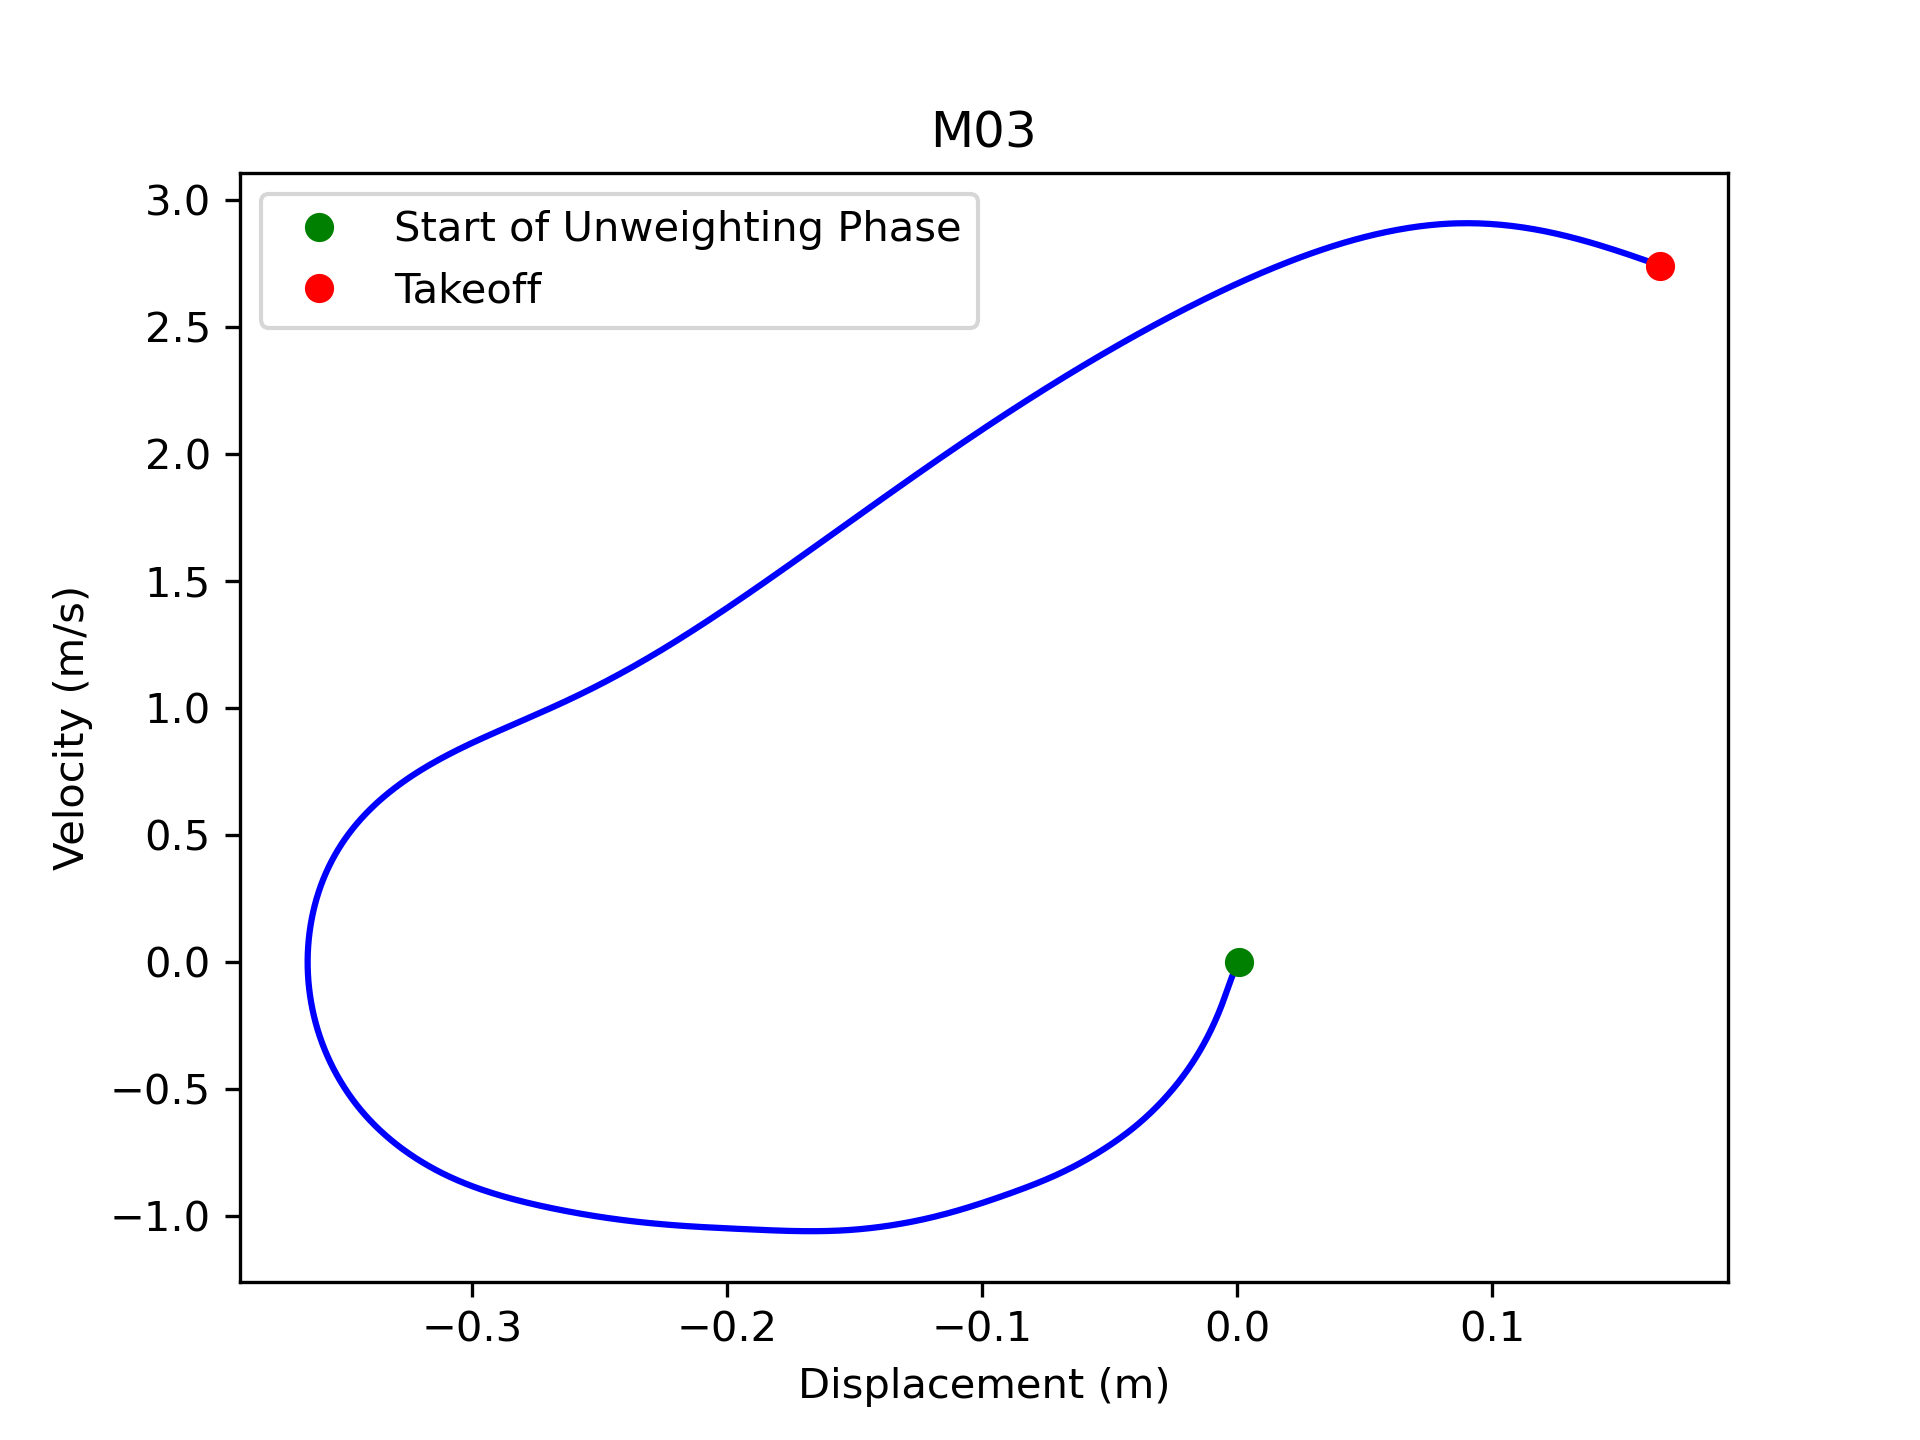 M03
Start of Unweighting Phase
Takeoff
3.0
2.5
2.0
1.5
1.0
0.5
0.0
−0.5
−1.0
Velocity (m/s)
−0.3 −0.2 −0.1 0.0 0.1
Displacement (m)